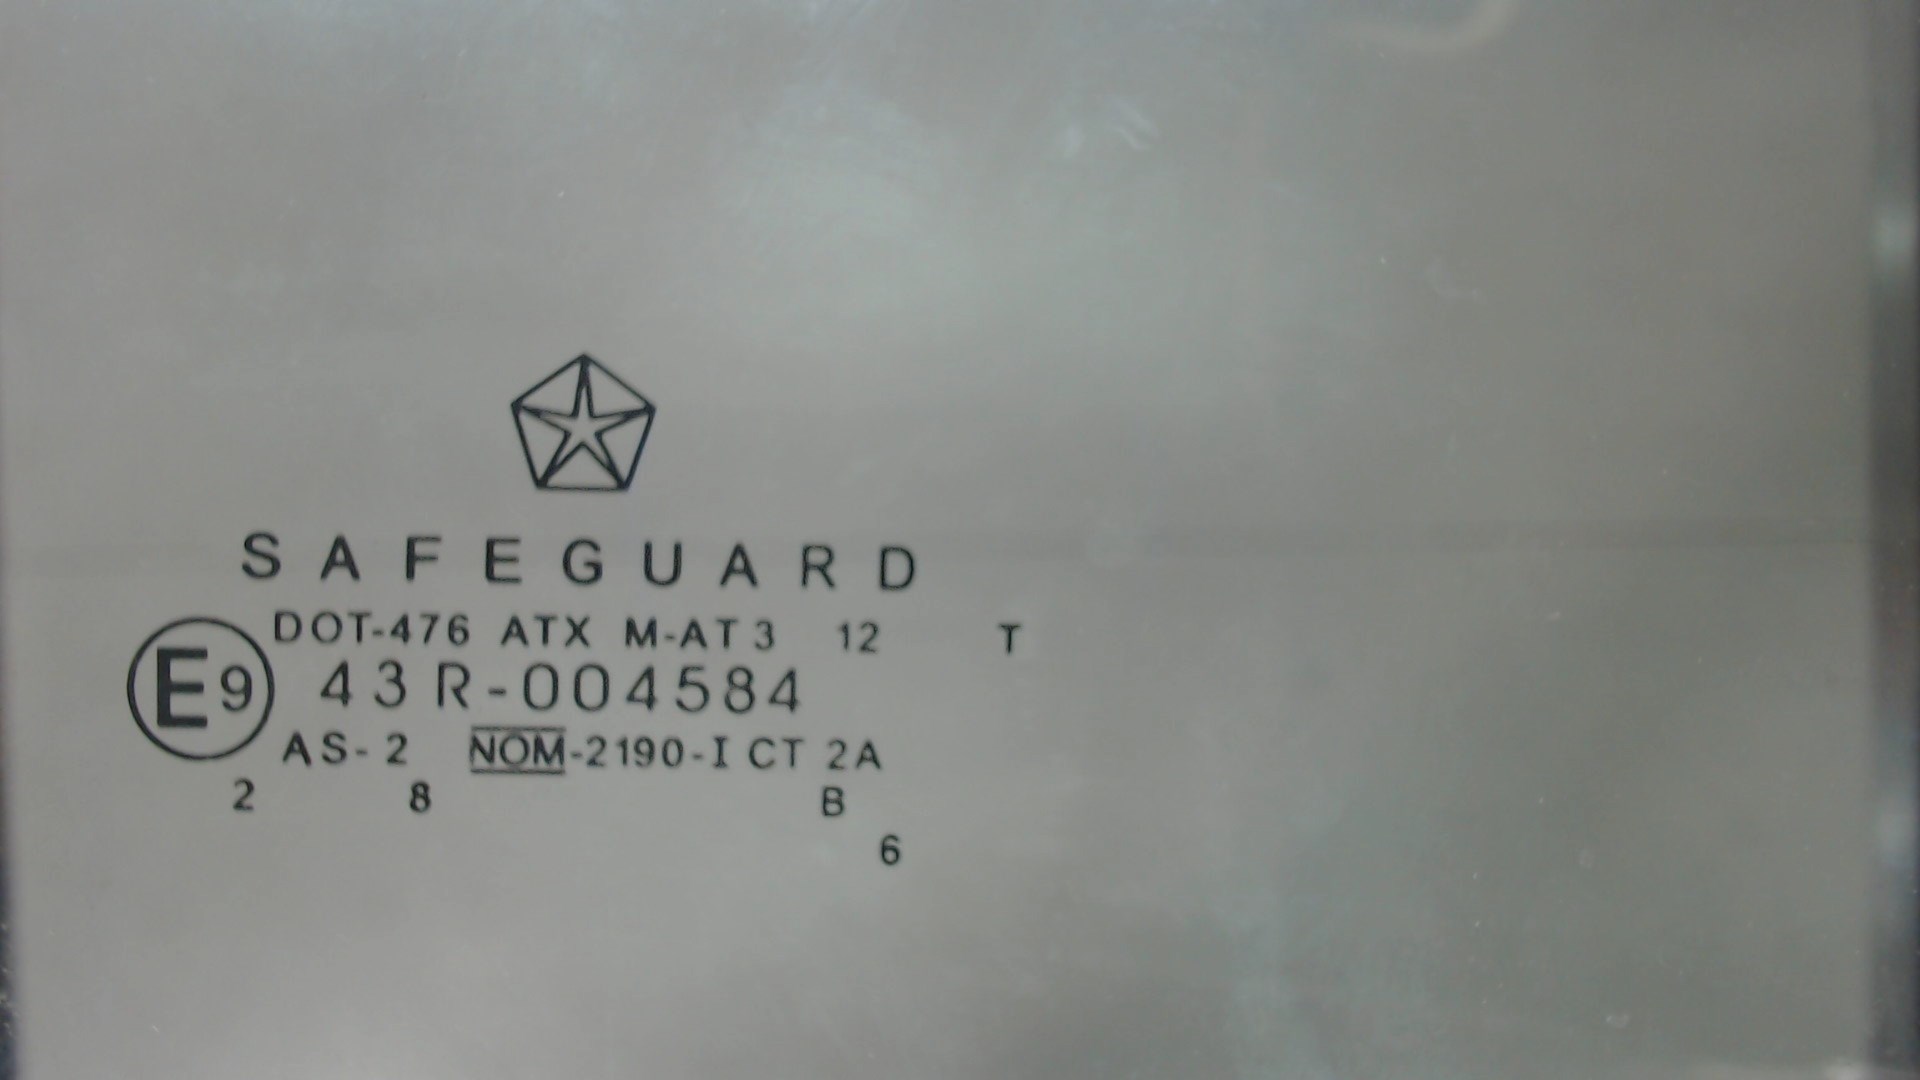 SAFEGUARD
DOT-476 ATX M-AT3 12 T
E9 43R-004584
AS-2 NOM-2190-I CT 2A
2 8 B
6